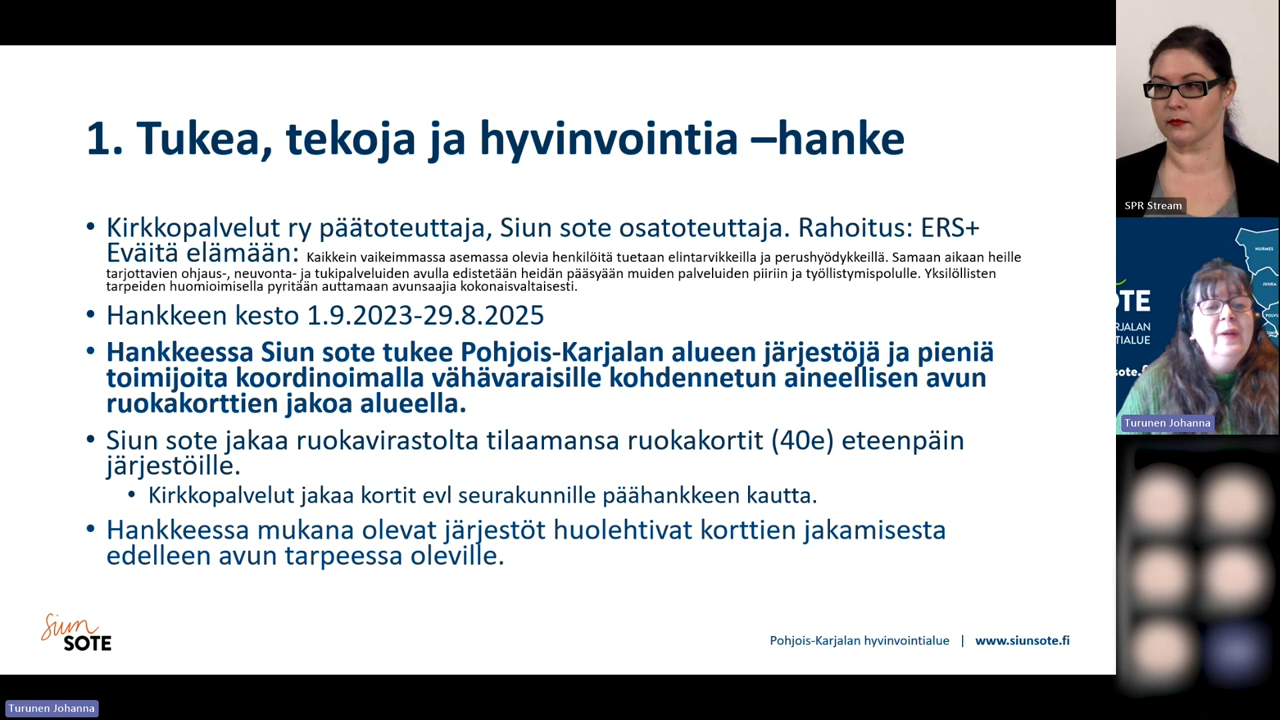 1. Tukea, tekoja ja hyvinvointia –hanke
• Kirkkopalvelut ry päätoteuttaja, Siun sote osatoteuttaja. Rahoitus: ERS+
Eväitä elämään: Kaikkein vaikeimmassa asemassa olevia henkilöitä tuetaan elintarvikkeilla ja perushyödykkeillä. Samaan aikaan heille
tarjottavien ohjaus-, neuvonta- ja tukipalveluiden avulla edistetään heidän pääsyään muiden palveluiden piiriin ja työllistymispolulle. Yksilöllisten
tarpeiden huomioimisella pyritään auttamaan avunsaajia kokonaisvaltaisesti.
• Hankkeen kesto 1.9.2023-29.8.2025
• Hankkeessa Siun sote tukee Pohjois-Karjalan alueen järjestöjä ja pieniä
toimijoita koordinoimalla vähävaraisille kohdennetun aineellisen avun
ruokakorttien jakoa alueella.
• Siun sote jakaa ruokavirastolta tilaamansa ruokakortit (40e) eteenpäin
järjestöille.
• Kirkkopalvelut jakaa kortit evl seurakunnille päähankkeen kautta.
• Hankkeessa mukana olevat järjestöt huolehtivat korttien jakamisesta
edelleen avun tarpeessa oleville.
Siun
SOTE
Pohjois-Karjalan hyvinvointialue | www.siunsote.fi
Turunen Johanna
SPR Stream
NURMES
JUUKA
OTE
KARJALAN
TIALUE
sote.f
Turunen Johanna